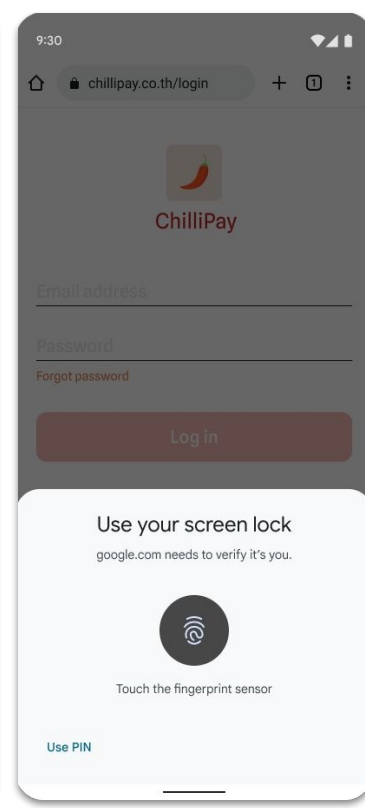 9:30
chillipay.co.th/login
1
ChilliPay
Email address
Password
Forgot password
Log in
Use your screen lock
google.com needs to verify it's you.
Touch the fingerprint sensor
Use PIN